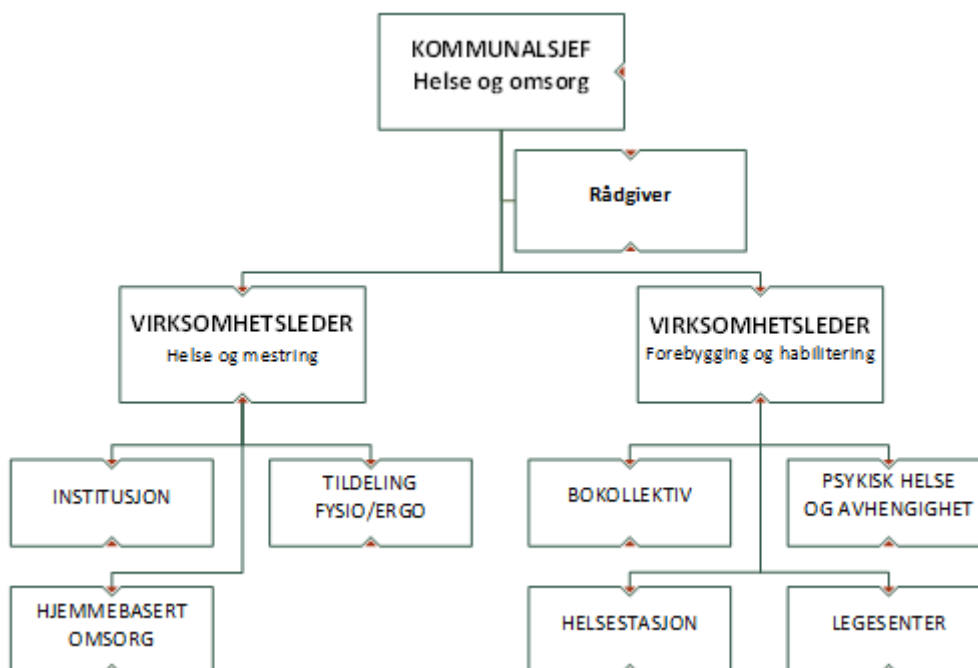 KOMMUNALSJEF
Helse og omsorg
Rådgiver
VIRKSOMHETSLEDER
Helse og mestring
VIRKSOMHETSLEDER
Forebygging og habilitering
INSTITUSJON
TILDELING
FYSIO/ERGO
BOKOLLEKTIV
PSYKISK HELSE
OG AVHENGIGHET
HJEMMEBASERT
OMSORG
HELSESTASJON
LEGESENTER